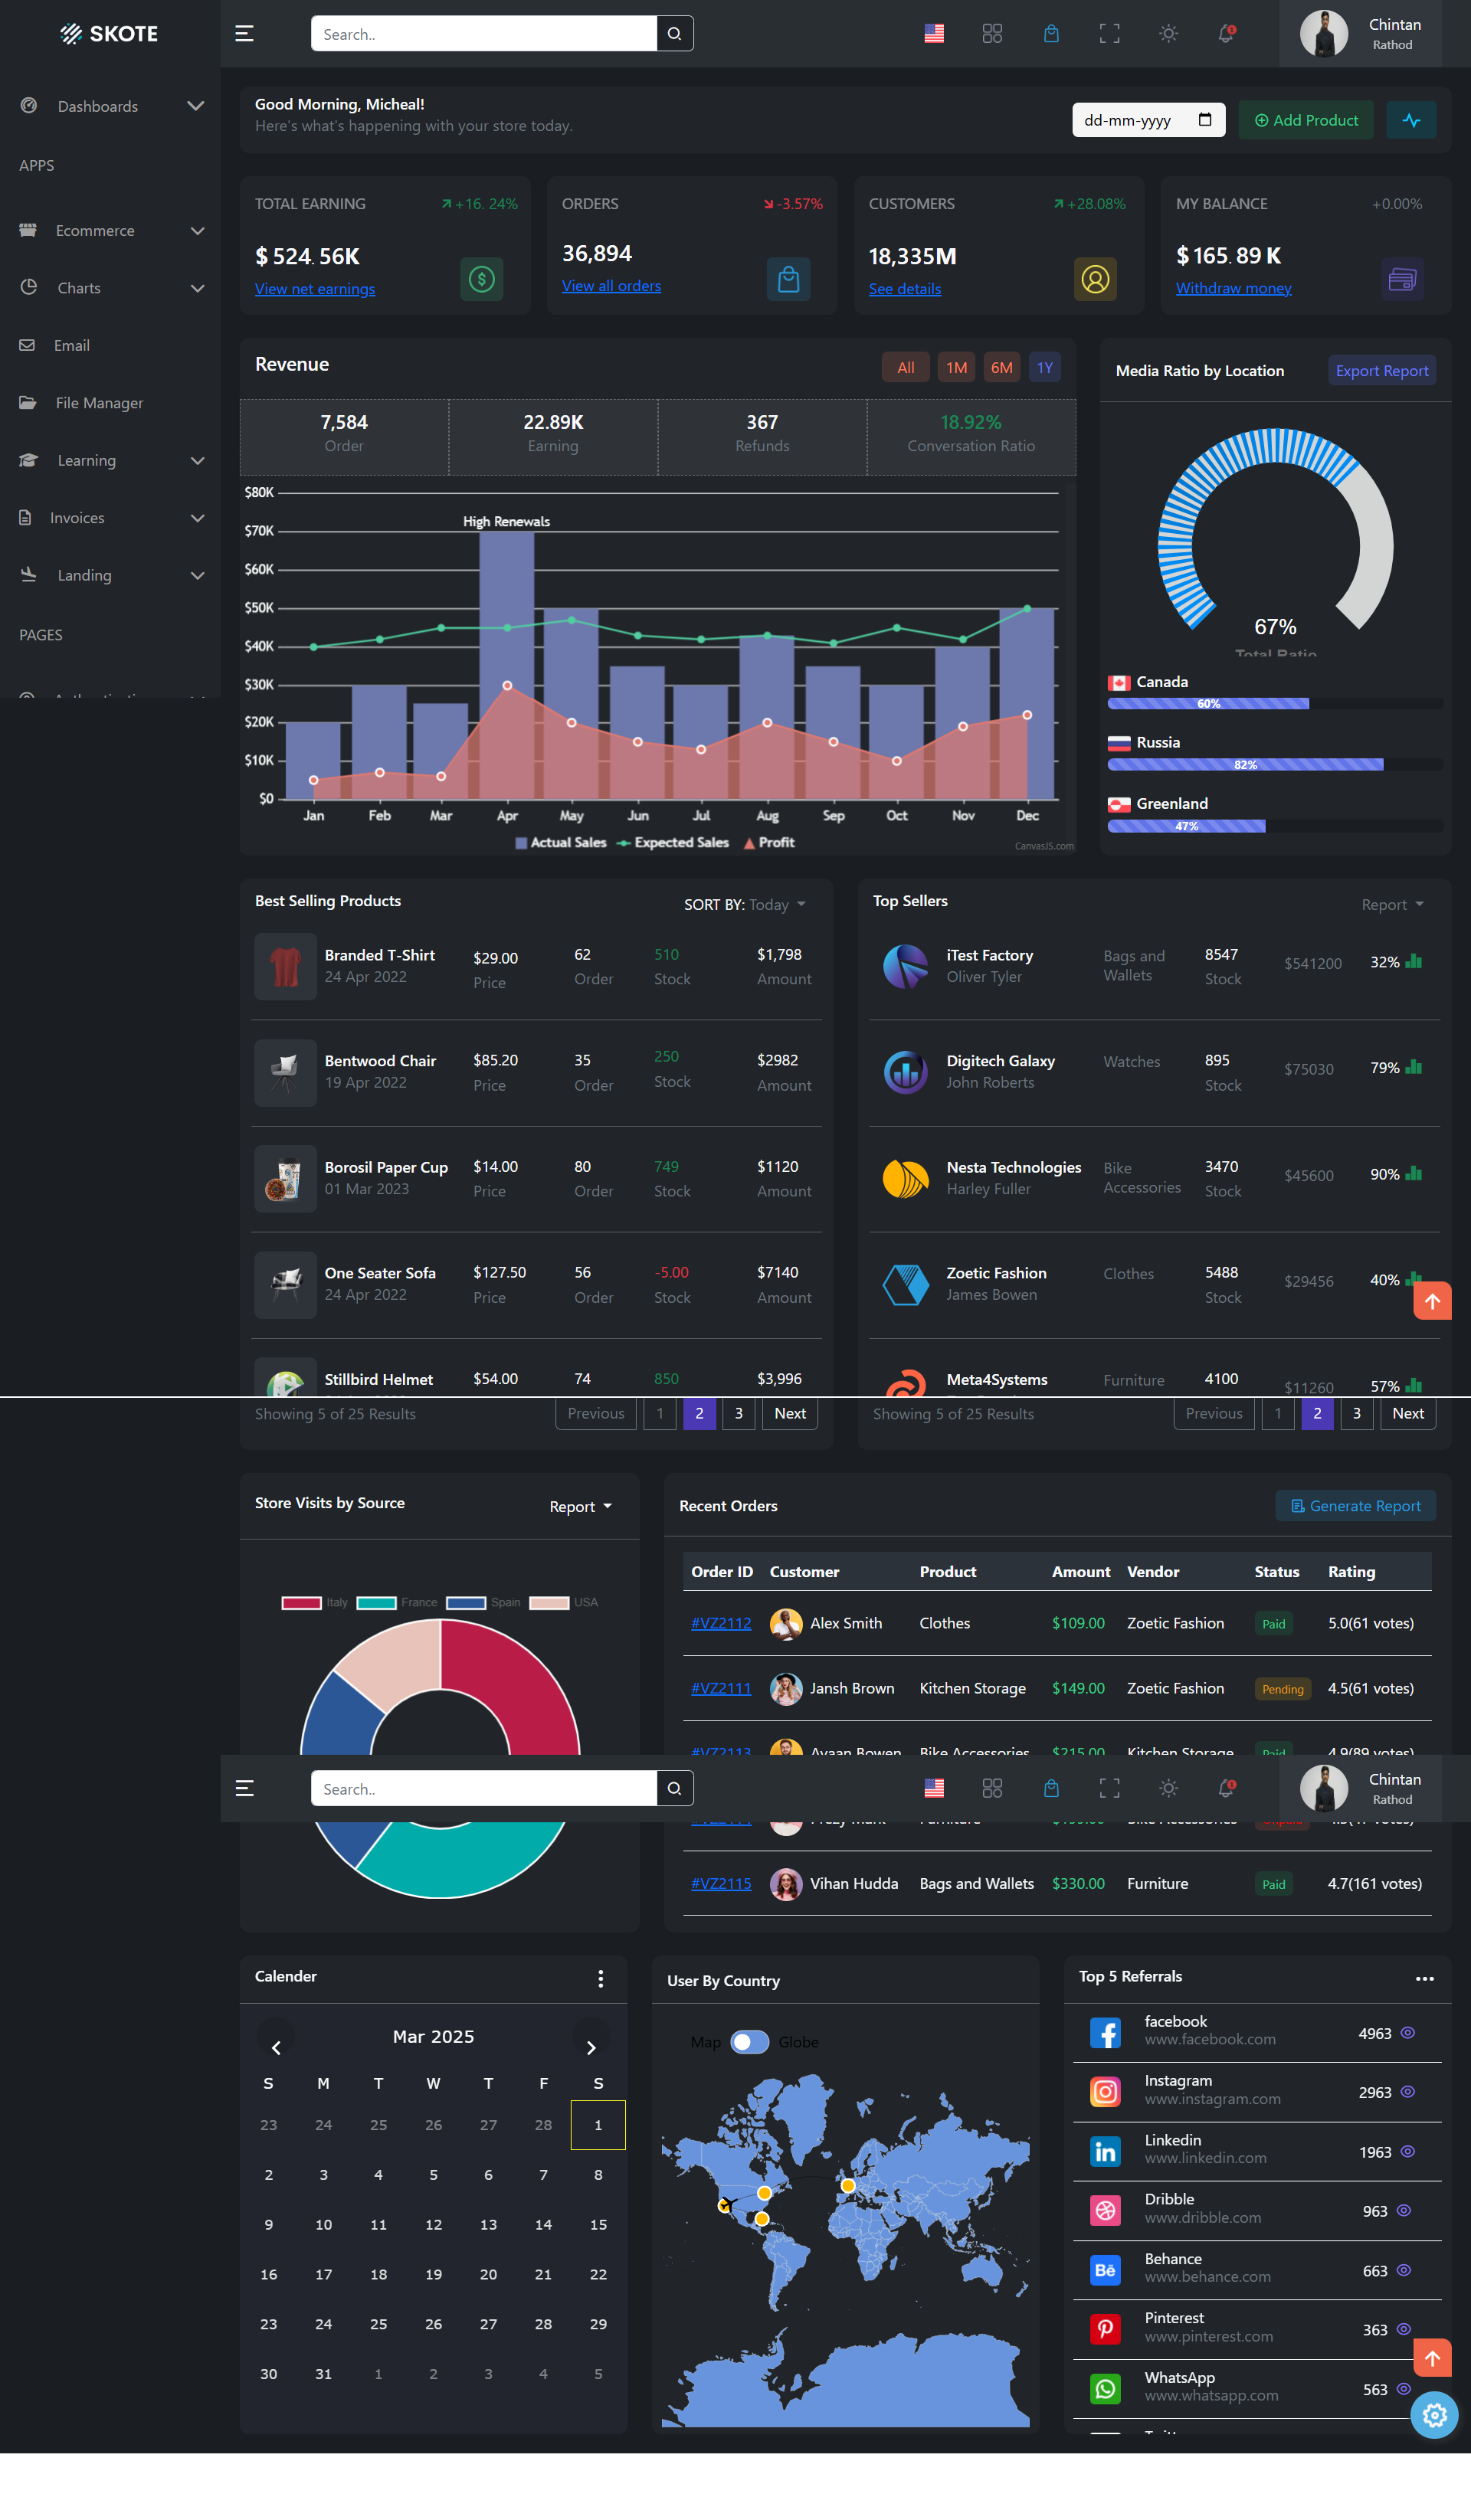 SKOTE
Search..
1
Chintan
Rathod
Dashboards
APPS
Ecommerce
Charts
Email
File Manager
Learning
Invoices
Landing
PAGES
Good Morning, Micheal!
Here's what's happening with your store today.
dd-mm-yyyy
Add Product
TOTAL EARNING
+16. 24%
$ 524. 56K
View net earnings
ORDERS
-3.57%
36,894
View all orders
CUSTOMERS
+28.08%
18,335M
See details
MY BALANCE
+0.00%
$ 165. 89 K
Withdraw money
Revenue
All 1M 6M 1Y
7,584
Order
22.89K
Earning
367
Refunds
18.92%
Conversation Ratio
$80K
$70K
$60K
$50K
$40K
$30K
$20K
$10K
$0
High Renewals
Jan Feb Mar Apr May Jun Jul Aug Sep Oct Nov Dec
Actual Sales Expected Sales Profit
CanvasJS.com
Media Ratio by Location
Export Report
67%
Total Ratio
Canada
60%
Russia
82%
Greenland
47%
Best Selling Products
SORT BY: Today
Branded T-Shirt $29.00 62 510 $1,798
24 Apr 2022 Price Order Stock Amount
Bentwood Chair $85.20 35 250 $2982
19 Apr 2022 Price Order Stock Amount
Borosil Paper Cup $14.00 80 749 $1120
01 Mar 2023 Price Order Stock Amount
One Seater Sofa $127.50 56 -5.00 $7140
24 Apr 2022 Price Order Stock Amount
Stillbird Helmet $54.00 74 850 $3,996
Showing 5 of 25 Results
Previous 1 2 3 Next
Top Sellers
Report
iTest Factory
Oliver Tyler
Bags and
Wallets
8547
Stock
$541200
32%
Digitech Galaxy
John Roberts
Watches
895
Stock
$75030
79%
Nesta Technologies
Harley Fuller
Bike
Accessories
3470
Stock
$45600
90%
Zoetic Fashion
James Bowen
Clothes
5488
Stock
$29456
40%
Meta4Systems
Furniture
4100
$11260
57%
Showing 5 of 25 Results
Previous 1 2 3 Next
Store Visits by Source
Report
Italy France Spain USA
Recent Orders
Generate Report
Order ID Customer Product Amount Vendor Status Rating
#VZ2112 Alex Smith Clothes $109.00 Zoetic Fashion Paid 5.0(61 votes)
#VZ2111 Jansh Brown Kitchen Storage $149.00 Zoetic Fashion Pending 4.5(61 votes)
#VZ2113 Ayaan Bowen Bike Accessories $215.00 Kitchen Storage Paid 4.9(89 votes)
Search..
1
Chintan
Rathod
#VZ2115 Vihan Hudda Bags and Wallets $330.00 Furniture Paid 4.7(161 votes)
Calender
Mar 2025
S M T W T F S
23 24 25 26 27 28 1
2 3 4 5 6 7 8
9 10 11 12 13 14 15
16 17 18 19 20 21 22
23 24 25 26 27 28 29
30 31 1 2 3 4 5
User By Country
Map Globe
Top 5 Referrals
facebook
www.facebook.com
4963
Instagram
www.instagram.com
2963
Linkedin
www.linkedin.com
1963
Dribble
www.dribble.com
963
Behance
www.behance.com
663
Pinterest
www.pinterest.com
363
WhatsApp
www.whatsapp.com
563